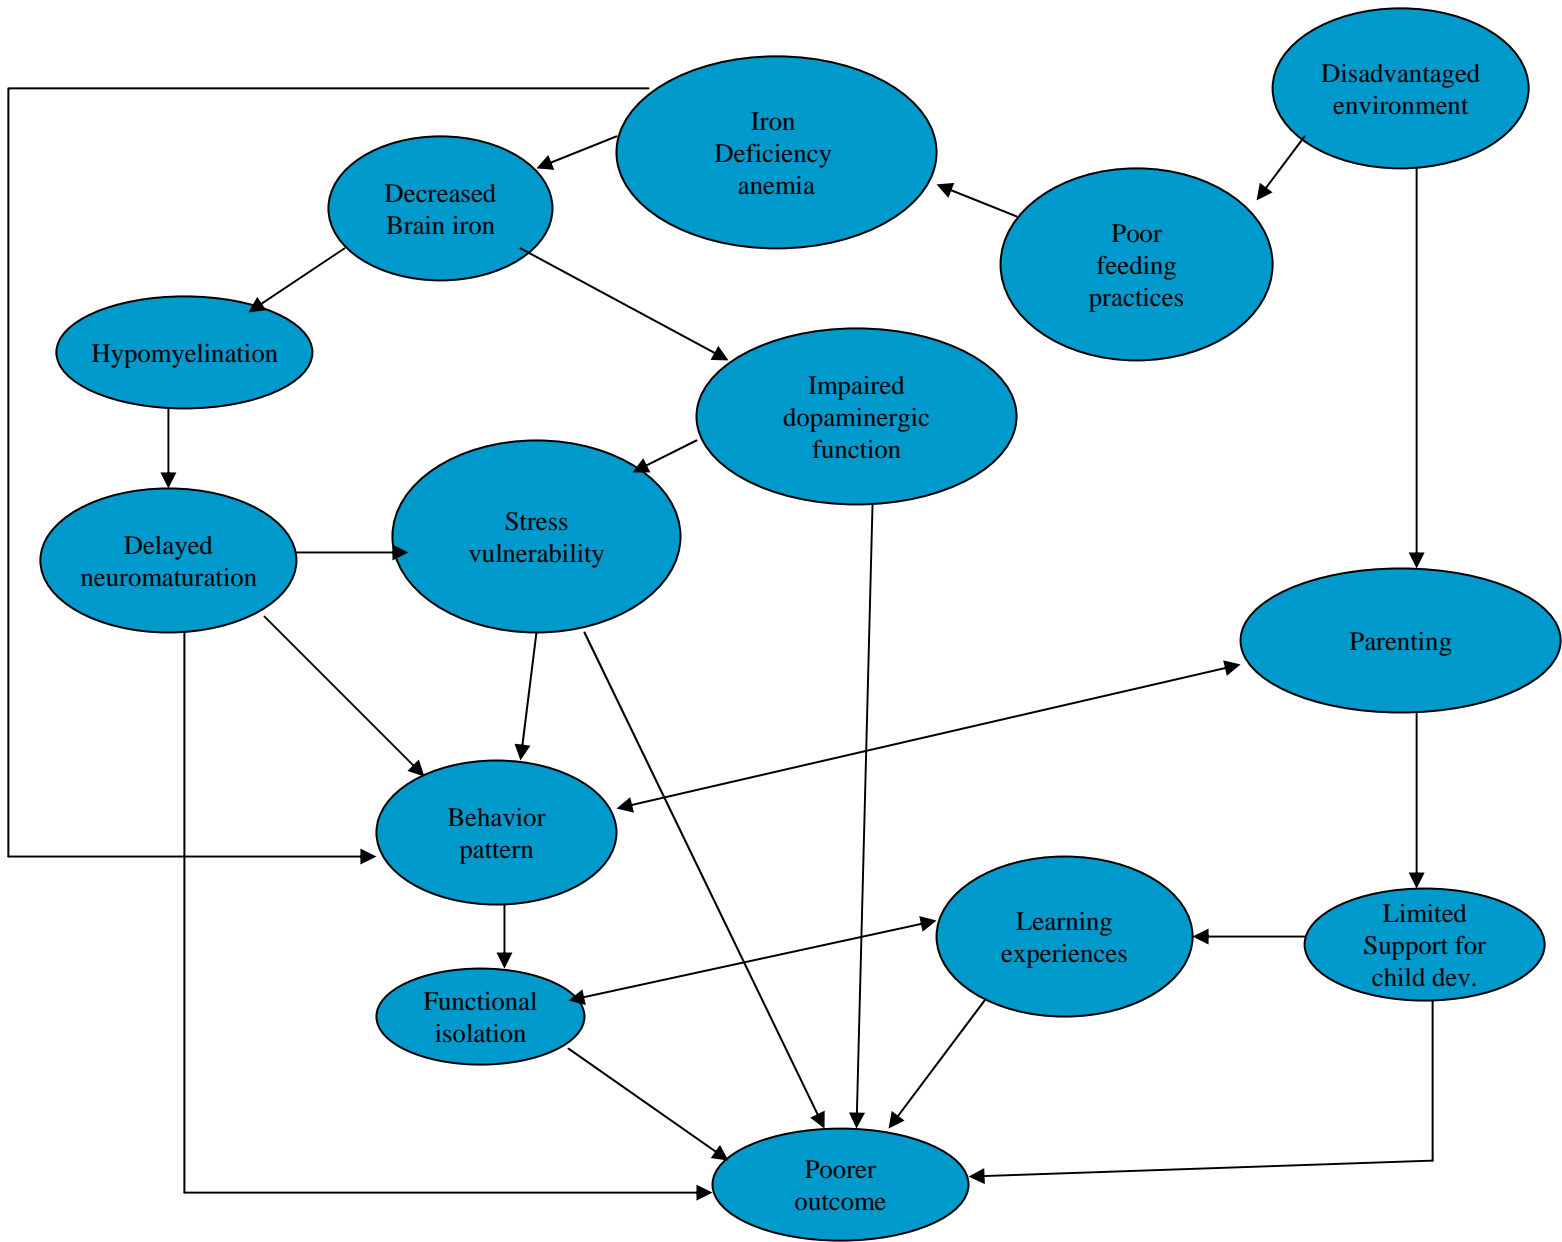 Disadvantaged
environment
Iron
Deficiency
anemia
Decreased
Brain iron
Poor
feeding
practices
Hypomyelination
Impaired
dopaminergic
function
Stress
vulnerability
Delayed
neuromaturation
Parenting
Behavior
pattern
Learning
experiences
Limited
Support for
child dev.
Functional
isolation
Poorer
outcome